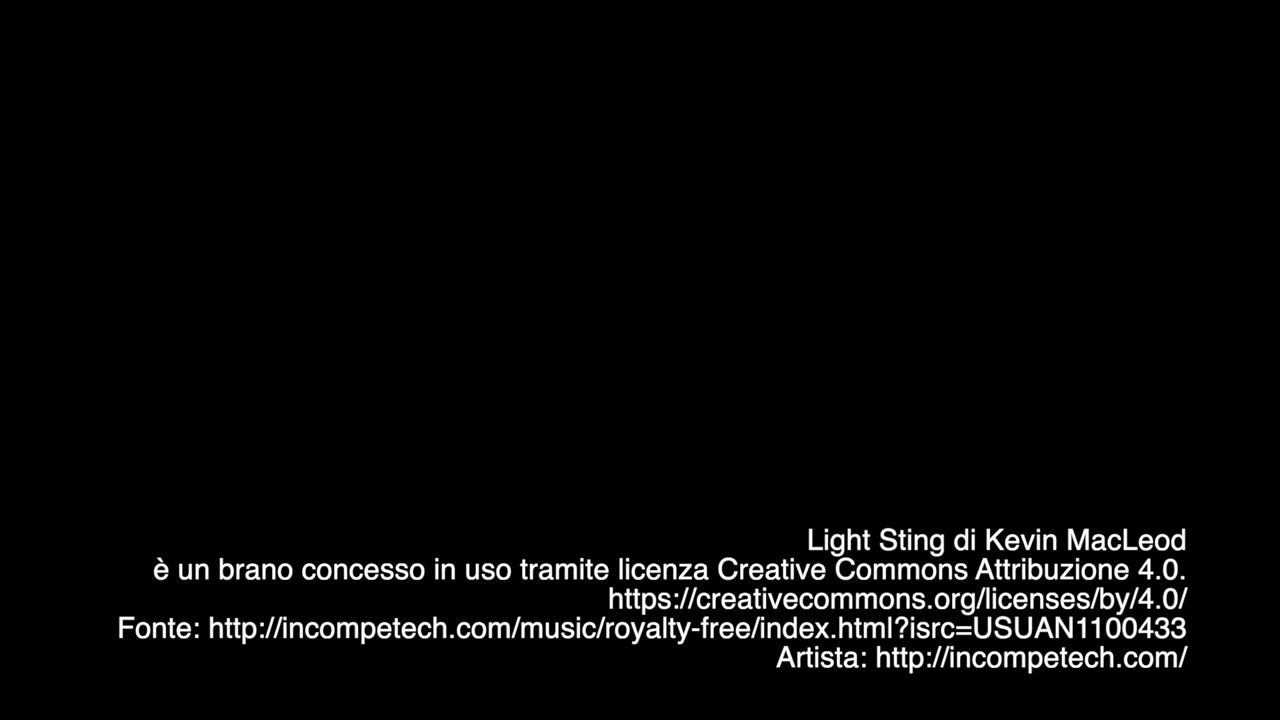 Light Sting di Kevin MacLeod
è un brano concesso in uso tramite licenza Creative Commons Attribuzione 4.0.
https://creativecommons.org/licenses/by/4.0/
Fonte: http://incompetech.com/music/royalty-free/index.html?isrc=USUAN1100433
Artista: http://incompetech.com/